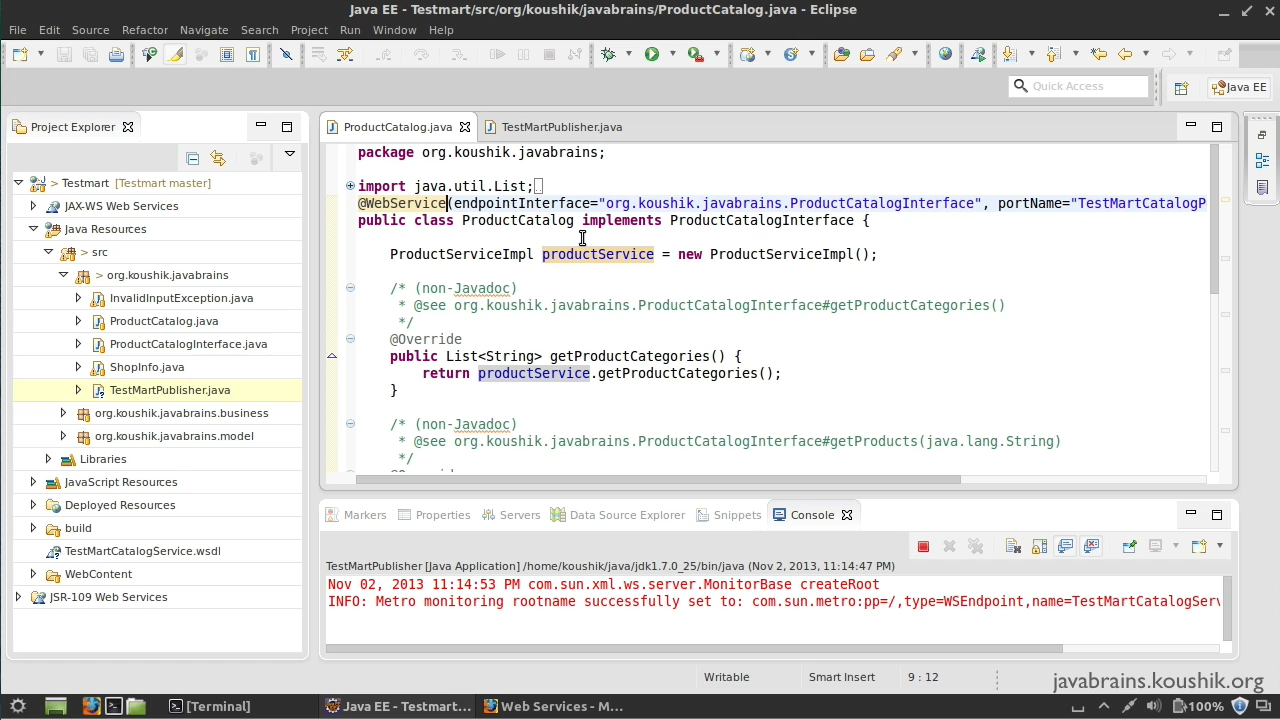 Java EE - Testmart/src/org/koushik/javabrains/ProductCatalog.java - Eclipse
File Edit Source Refactor Navigate Search Project Run Window Help
Quick Access
Java EE
Project Explorer
> Testmart [Testmart master]
JAX-WS Web Services
Java Resources
> src
> org.koushik.javabrains
InvalidInputException.java
ProductCatalog.java
ProductCatalogInterface.java
ShopInfo.java
TestMartPublisher.java
org.koushik.javabrains.business
org.koushik.javabrains.model
Libraries
JavaScript Resources
Deployed Resources
build
TestMartCatalogService.wsdl
WebContent
JSR-109 Web Services
ProductCatalog.java TestMartPublisher.java
package org.koushik.javabrains;
import java.util.List;
@WebService(endpointInterface="org.koushik.javabrains.ProductCatalogInterface", portName="TestMartCatalogP
public class ProductCatalog implements ProductCatalogInterface {
ProductServiceImpl productService = new ProductServiceImpl();
/* (non-Javadoc)
* @see org.koushik.javabrains.ProductCatalogInterface#getProductCategories()
*/
@Override
public List<String> getProductCategories() {
return productService.getProductCategories();
}
/* (non-Javadoc)
* @see org.koushik.javabrains.ProductCatalogInterface#getProducts(java.lang.String)
*/
Markers Properties Servers Data Source Explorer Snippets Console
TestMartPublisher [Java Application] /home/koushik/java/jdk1.7.0_25/bin/java (Nov 2, 2013, 11:14:47 PM)
Nov 02, 2013 11:14:53 PM com.sun.xml.ws.server.MonitorBase createRoot
INFO: Metro monitoring rootname successfully set to: com.sun.metro:pp=/,type=WSEndpoint,name=TestMartCatalogServ
Writable Smart Insert 9 : 12
javabrains.koushik.org
[Terminal] Java EE - Testmart... Web Services - M... 100%